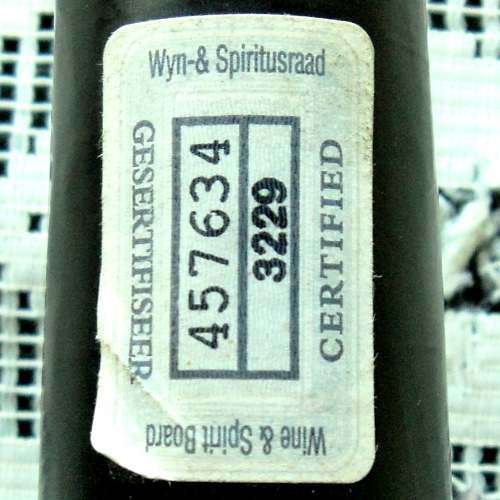 Wyn-& Spiritusraad
GESERTIFISEER
457634
3229
CERTIFIED
Wine & Spirit Board